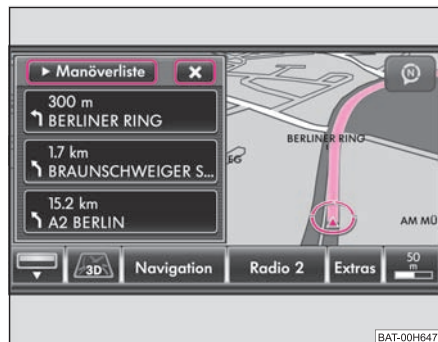 Manöverliste
300 m
BERLINER RING
1.7 km
BRAUNSCHWEIGER S...
15.2 km
A2 BERLIN
N
BERLINER RING
EG
AM MÜ
3D
Navigation
Radio 2
Extras
50
m
BAT-00H647